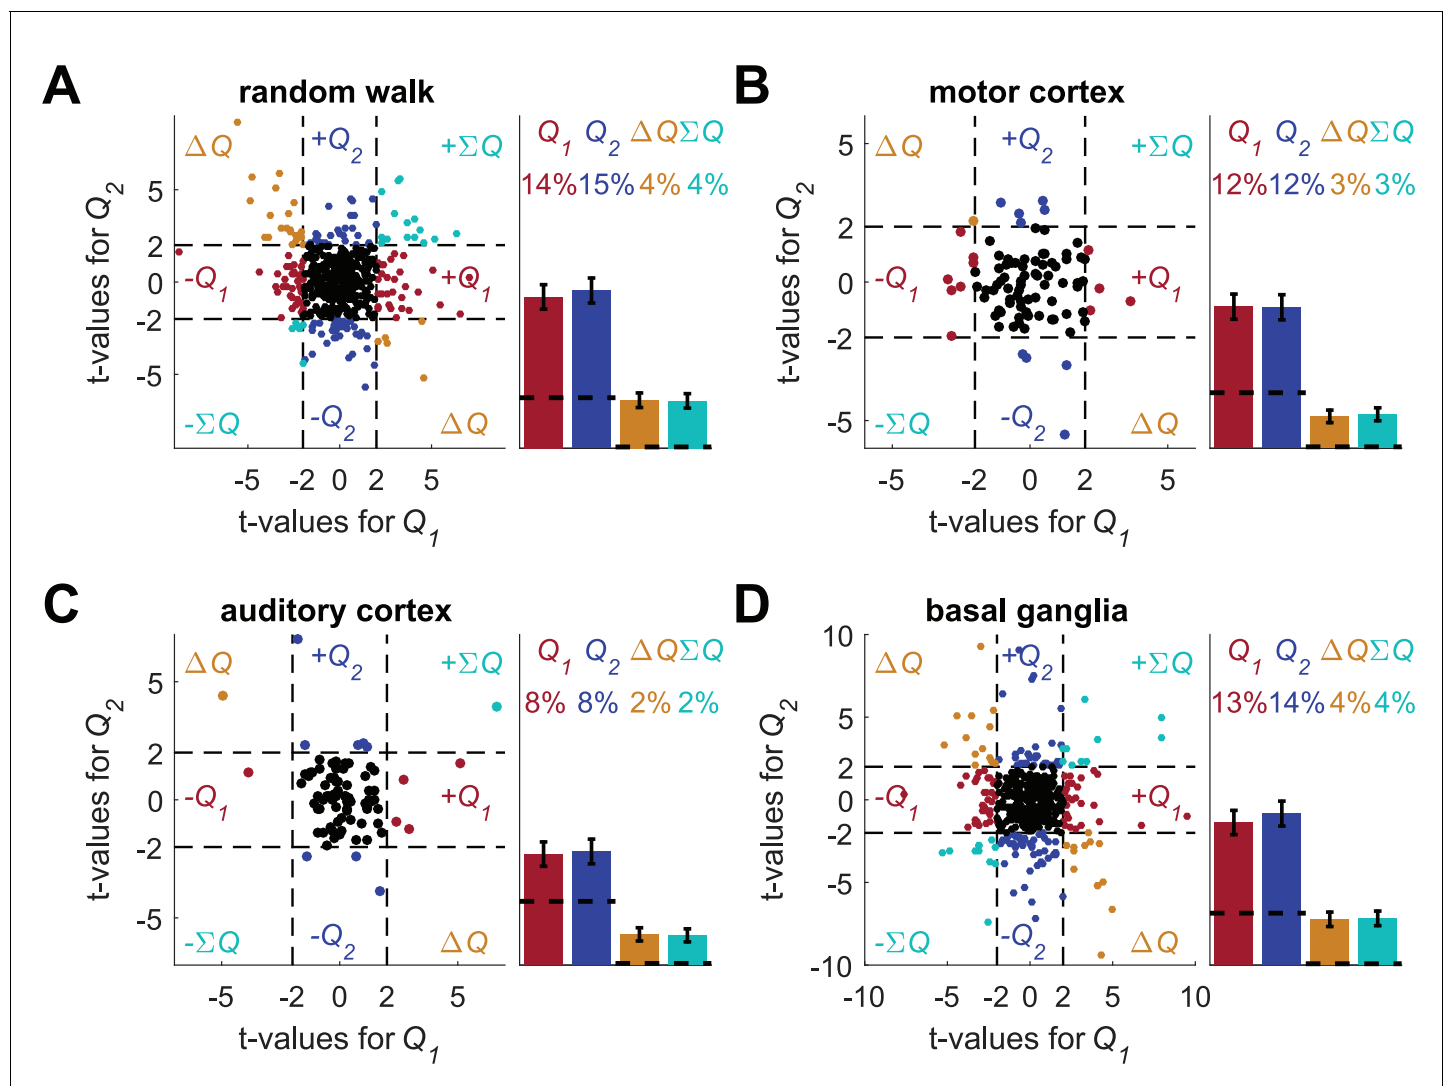 A
random walk
ΔQ
+Q2
+ΣQ
-Q1
+Q1
-ΣQ
-Q2
ΔQ
5
2
0
-2
-5
t-values for Q2
-5 -2 0 2 5
t-values for Q1
Q1 Q2 ΔQ ΣQ
14% 15% 4% 4%
B
motor cortex
ΔQ
+Q2
+ΣQ
-Q1
+Q1
-ΣQ
-Q2
ΔQ
5
2
0
-2
-5
t-values for Q2
-5 -2 0 2 5
t-values for Q1
Q1 Q2 ΔQ ΣQ
12% 12% 3% 3%
C
auditory cortex
ΔQ
+Q2
+ΣQ
-Q1
+Q1
-ΣQ
-Q2
ΔQ
5
2
0
-2
-5
t-values for Q2
-5 -2 0 2 5
t-values for Q1
Q1 Q2 ΔQ ΣQ
8% 8% 2% 2%
D
basal ganglia
ΔQ
+Q2
+ΣQ
-Q1
+Q1
-ΣQ
-Q2
ΔQ
10
5
2
0
-2
-5
-10
t-values for Q2
-10 -5 -2 0 2 5 10
t-values for Q1
Q1 Q2 ΔQ ΣQ
13% 14% 4% 4%